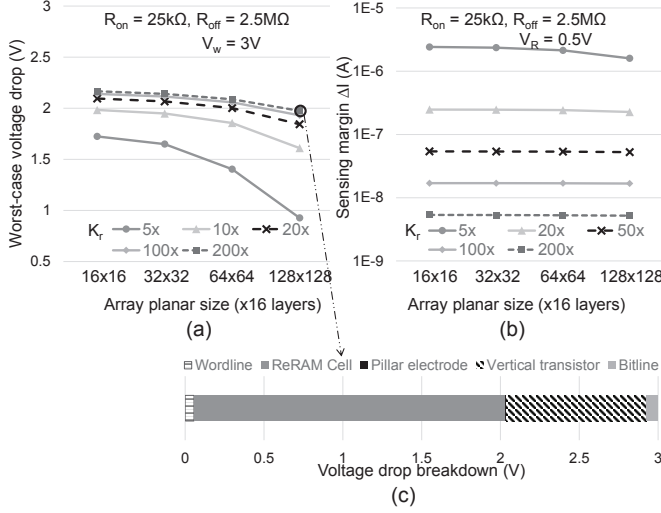 R_on = 25kΩ, R_off = 2.5MΩ
V_w = 3V
Worst-case voltage drop (V)
3
2.5
2
1.5
1
0.5
K_r
5x
10x
20x
100x
200x
16x16
32x32
64x64
128x128
Array planar size (x16 layers)
(a)
R_on = 25kΩ, R_off = 2.5MΩ
V_R = 0.5V
Sensing margin ΔI (A)
1E-5
1E-6
1E-7
1E-8
1E-9
K_r
5x
20x
50x
100x
200x
16x16
32x32
64x64
128x128
Array planar size (x16 layers)
(b)
Wordline
ReRAM Cell
Pillar electrode
Vertical transistor
Bitline
0
0.5
1
1.5
2
2.5
3
Voltage drop breakdown (V)
(c)